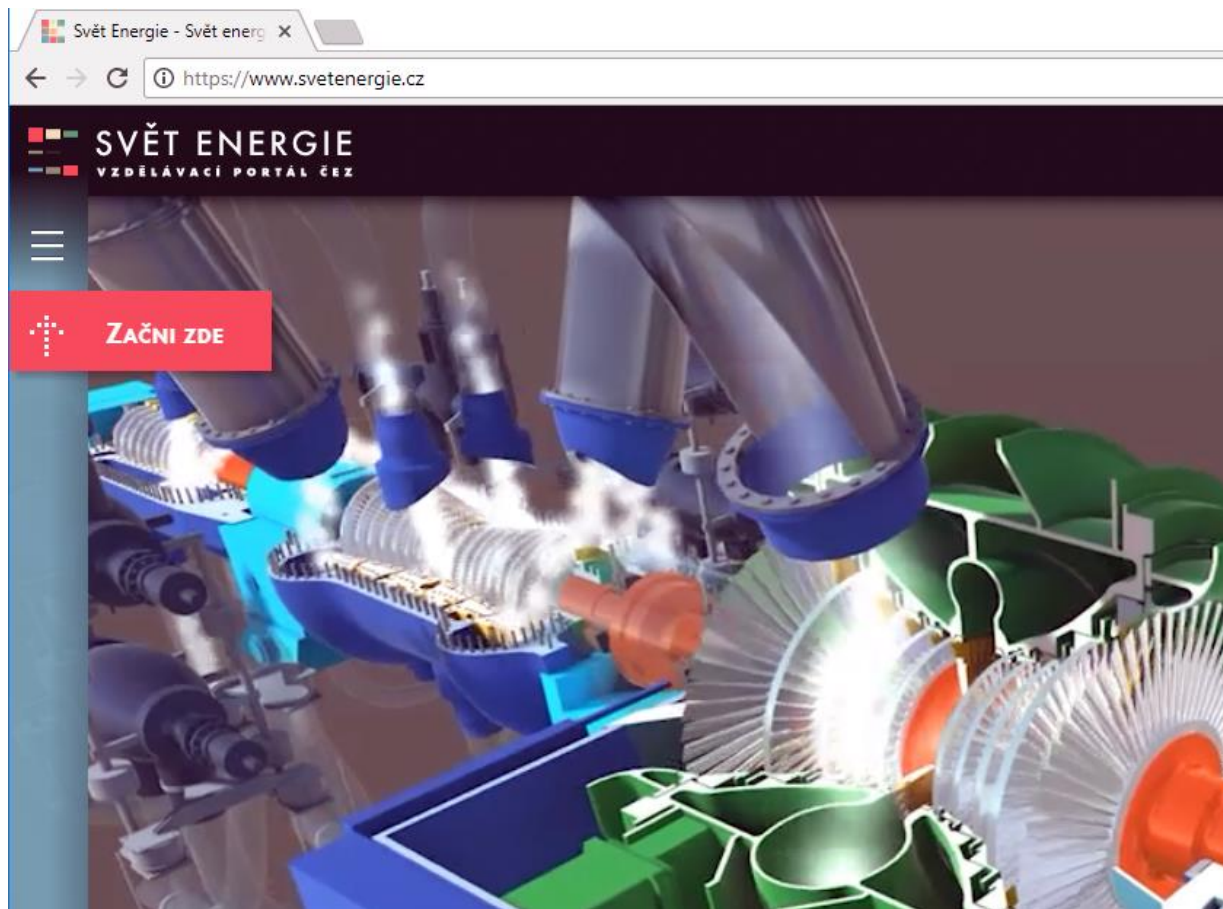 Svět Energie - Svět energ
https://www.svetenergie.cz
SVĚT ENERGIE
VZDĚLÁVACÍ PORTÁL ČEZ
ZAČNI ZDE